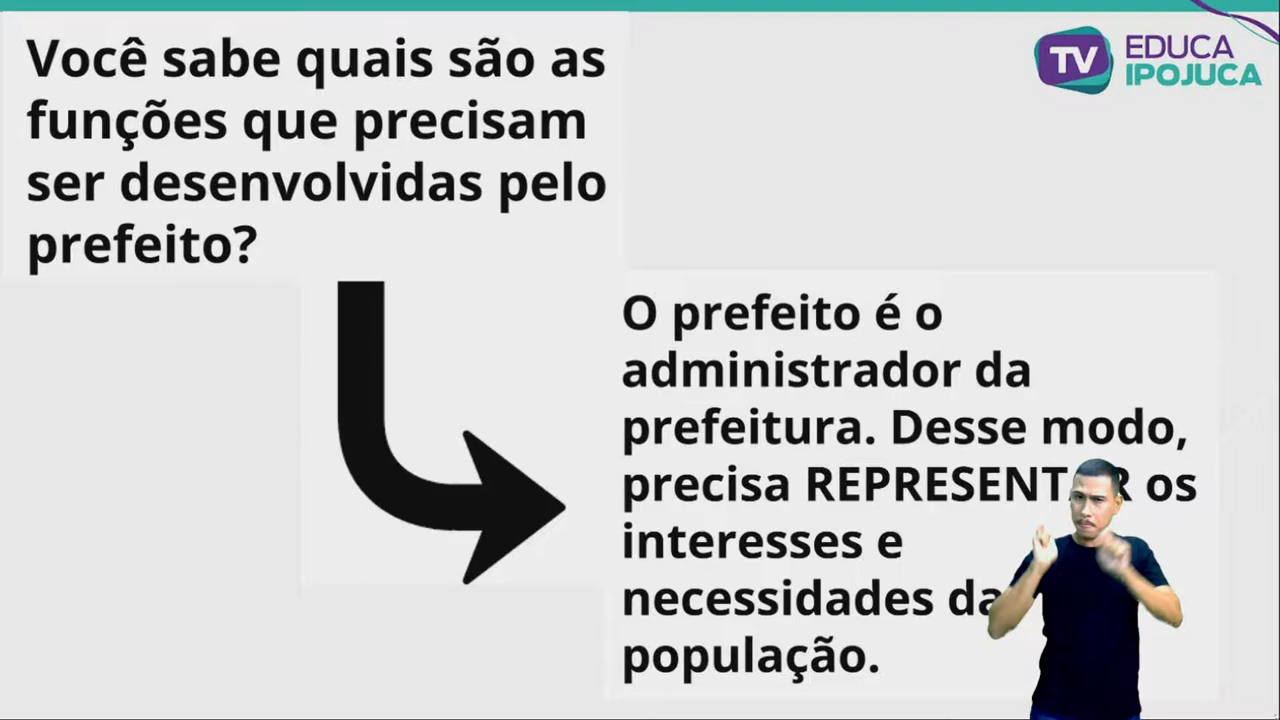 Você sabe quais são as
funções que precisam
ser desenvolvidas pelo
prefeito?
TV EDUCA
IPOJUCA
O prefeito é o
administrador da
prefeitura. Desse modo,
precisa REPRESENTAR os
interesses e
necessidades da
população.